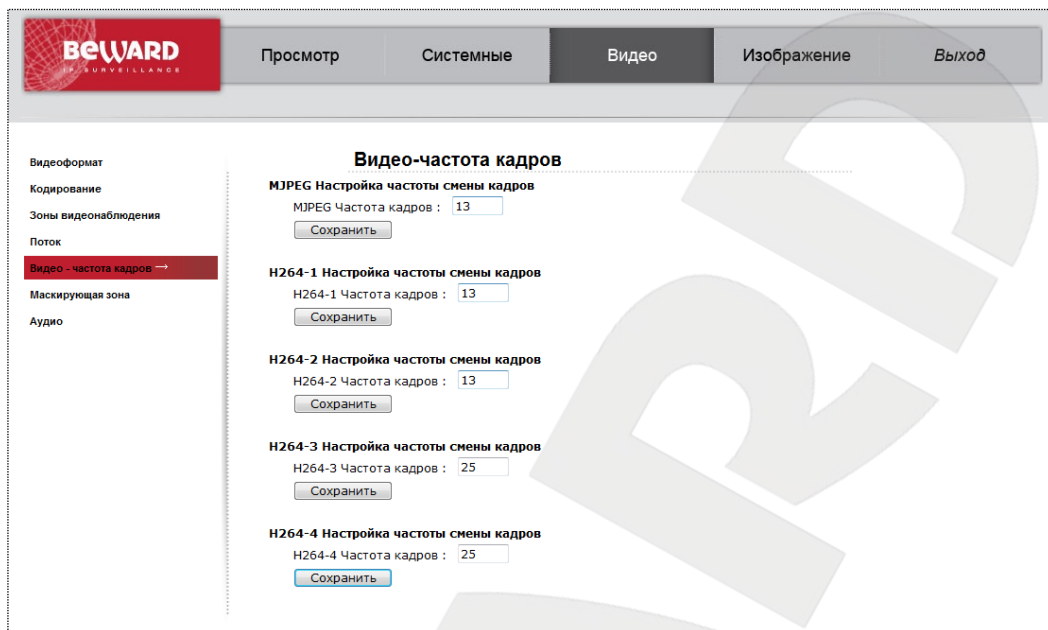 BEWARD
IP SURVEILLANCE
Просмотр
Системные
Видео
Изображение
Выход
Видеоформат
Кодирование
Зоны видеонаблюдения
Поток
Видео - частота кадров →
Маскирующая зона
Аудио
Видео-частота кадров
MJPEG Настройка частоты смены кадров
MJPEG Частота кадров : 13
Сохранить
H264-1 Настройка частоты смены кадров
H264-1 Частота кадров : 13
Сохранить
H264-2 Настройка частоты смены кадров
H264-2 Частота кадров : 13
Сохранить
H264-3 Настройка частоты смены кадров
H264-3 Частота кадров : 25
Сохранить
H264-4 Настройка частоты смены кадров
H264-4 Частота кадров : 25
Сохранить
RD